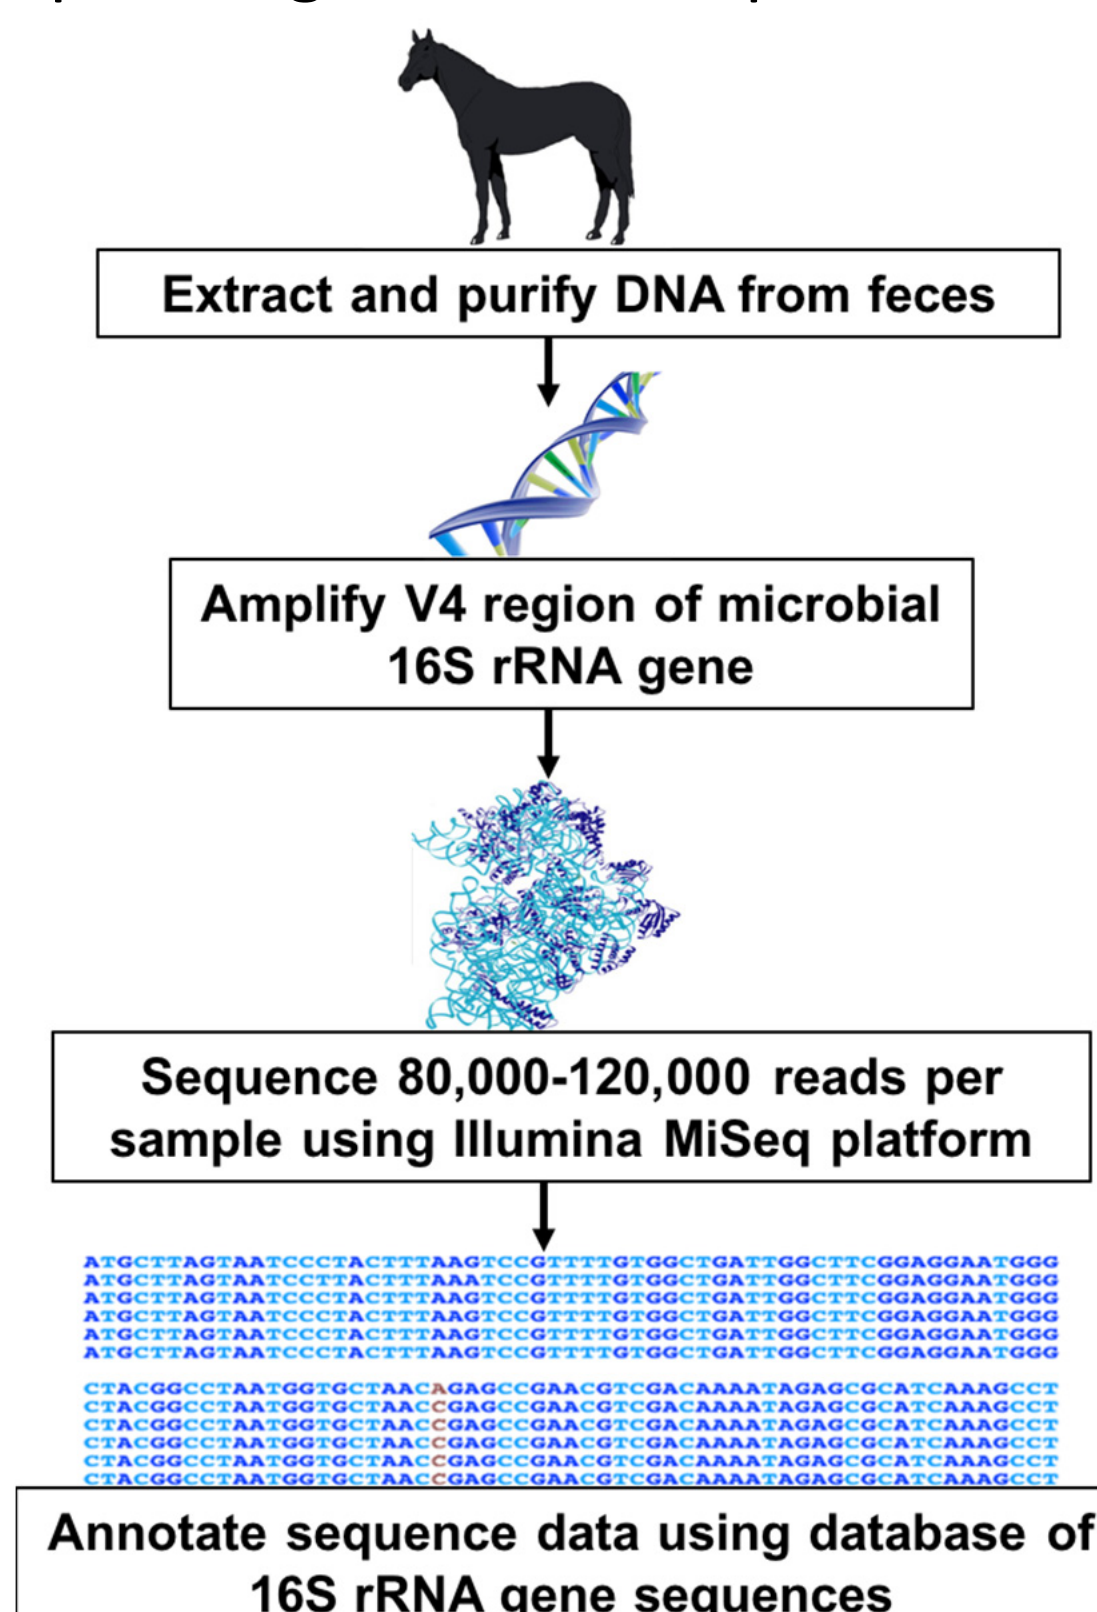 Extract and purify DNA from feces
Amplify V4 region of microbial
16S rRNA gene
Sequence 80,000-120,000 reads per
sample using Illumina MiSeq platform
ATGCTTAGTAATCCCTACTTTAAGTCCGTTTTGTGGCTGATTGGCTTCGGAGGAATGGG
ATGCTTAGTAATCCCTACTTTAAATCCGTTTTGTGGCTGATTGGCTTCGGAGGAATGGG
ATGCTTAGTAATCCCTACTTTAAGTCCGTTTTGTGGCTGATTGGCTTCGGAGGAATGGG
ATGCTTAGTAATCCCTACTTTAAGTCCGTTTTGTGGCTGATTGGCTTCGGAGGAATGGG
ATGCTTAGTAATCCCTACTTTAAGTCCGTTTTGTGGCTGATTGGCTTCGGAGGAATGGG
ATGCTTAGTAATCCCTACTTTAAGTCCGTTTTGTGGCTGATTGGCTTCGGAGGAATGGG
CTACGGCCTAATGGTGCTAACAGAGCCGAACGTCGACAAAATAGAGCGCATCAAAGCCT
CTACGGCCTAATGGTGCTAACCGAGCCGAACGTCGACAAAATAGAGCGCATCAAAGCCT
CTACGGCCTAATGGTGCTAACCGAGCCGAACGTCGACAAAATAGAGCGCATCAAAGCCT
CTACGGCCTAATGGTGCTAACCGAGCCGAACGTCGACAAAATAGAGCGCATCAAAGCCT
CTACGGCCTAATGGTGCTAACCGAGCCGAACGTCGACAAAATAGAGCGCATCAAAGCCT
CTACGGCCTAATGGTGCTAACCGAGCCGAACGTCGACAAAATAGAGCGCATCAAAGCCT
Annotate sequence data using database of
16S rRNA gene sequences